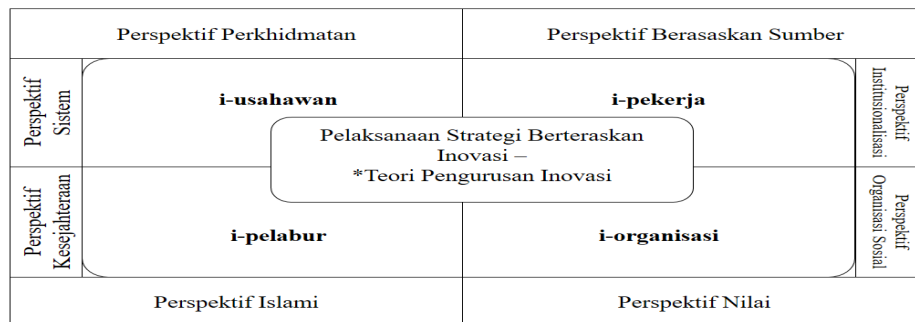 Perspektif Perkhidmatan
Perspektif Berasaskan Sumber
Perspektif
Sistem
i-usahawan
i-pekerja
Perspektif
Institusionalisasi
Pelaksanaan Strategi Berteraskan
Inovasi –
*Teori Pengurusan Inovasi
Perspektif
Kesejahteraan
i-pelabur
i-organisasi
Perspektif
Organisasi Sosial
Perspektif Islami
Perspektif Nilai